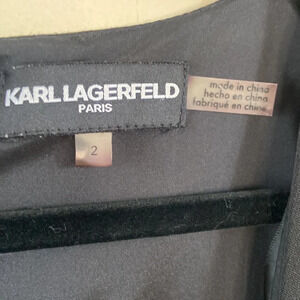 KARL LAGERFELD
PARIS
2
made in china
hecho en china
fabriqué en chine